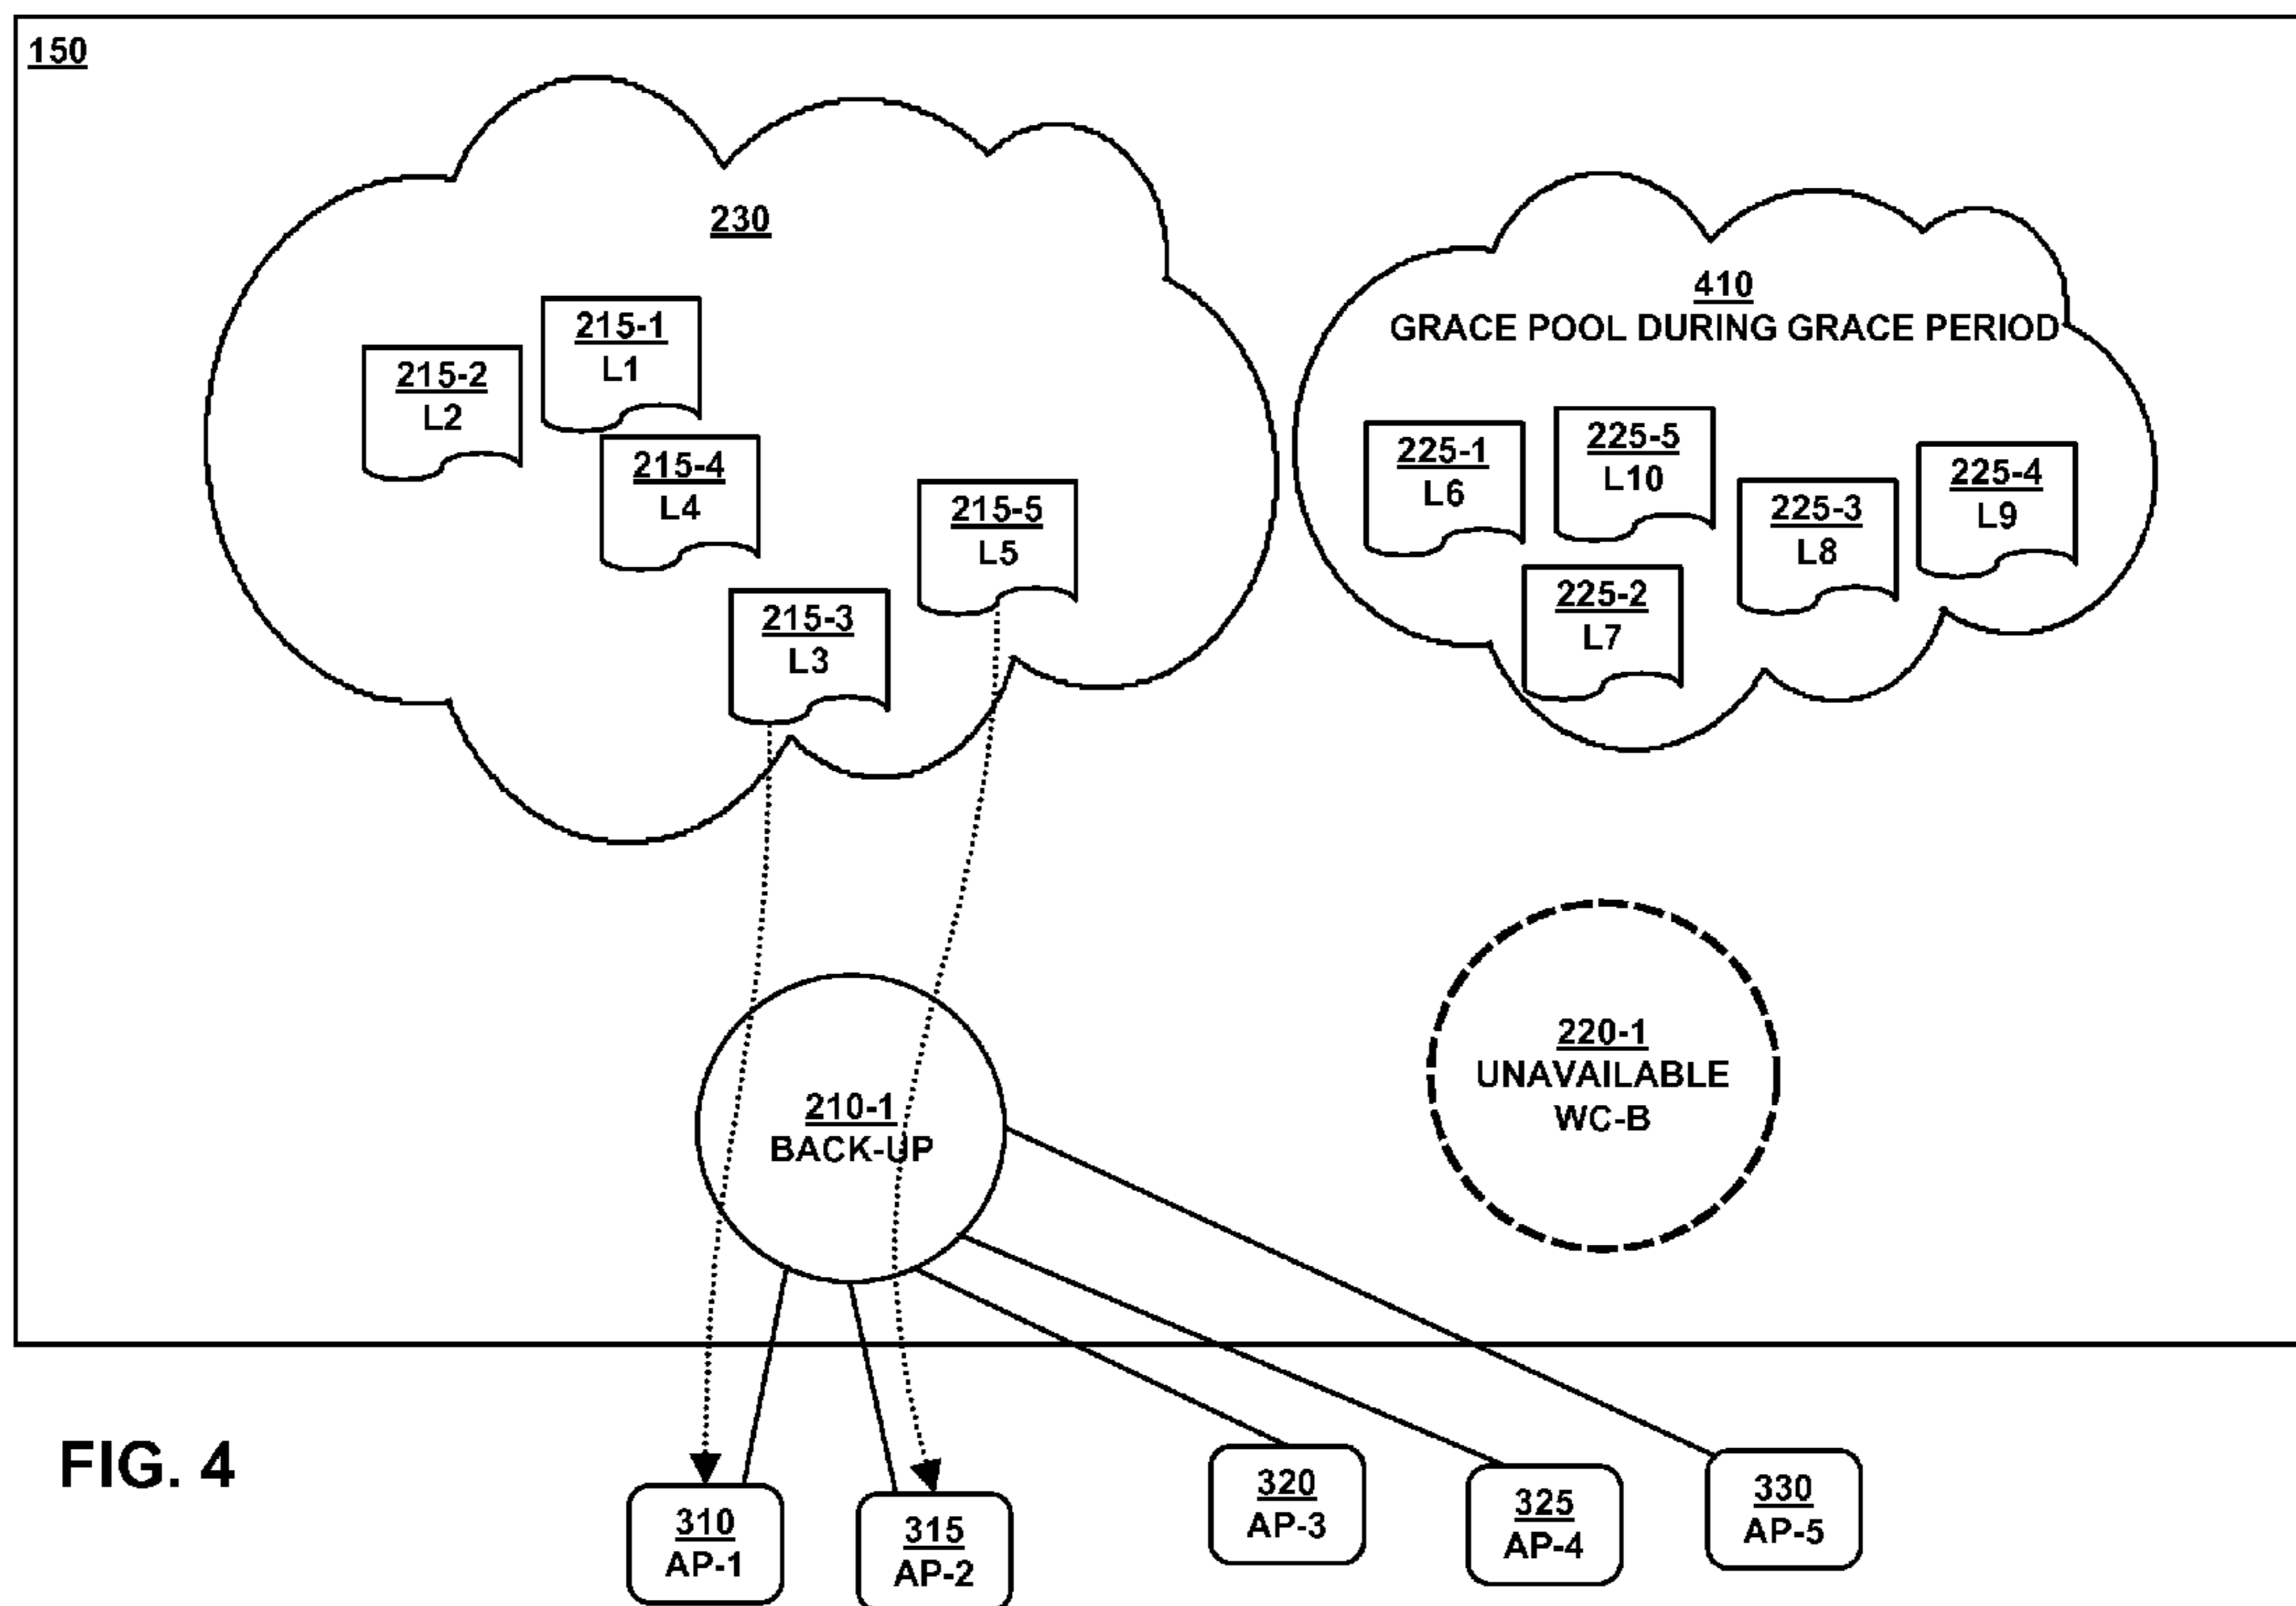 150
230
215-1
L1
215-2
L2
215-4
L4
215-5
L5
215-3
L3
410
GRACE POOL DURING GRACE PERIOD
225-1
L6
225-5
L10
225-3
L8
225-4
L9
225-2
L7
210-1
BACK-UP
220-1
UNAVAILABLE
WC-B
FIG. 4
310
AP-1
315
AP-2
320
AP-3
325
AP-4
330
AP-5